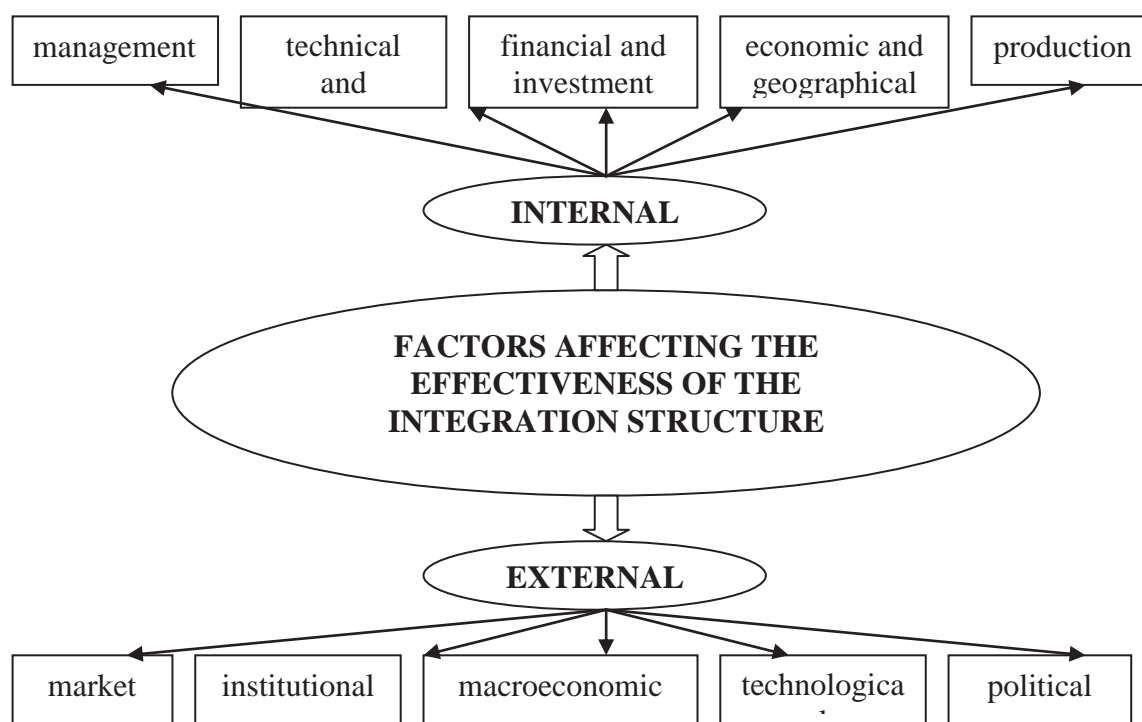 management
technical and
financial and
investment
economic and
geographical
production
INTERNAL
FACTORS AFFECTING THE
EFFECTIVENESS OF THE
INTEGRATION STRUCTURE
EXTERNAL
market
institutional
macroeconomic
technologica
political